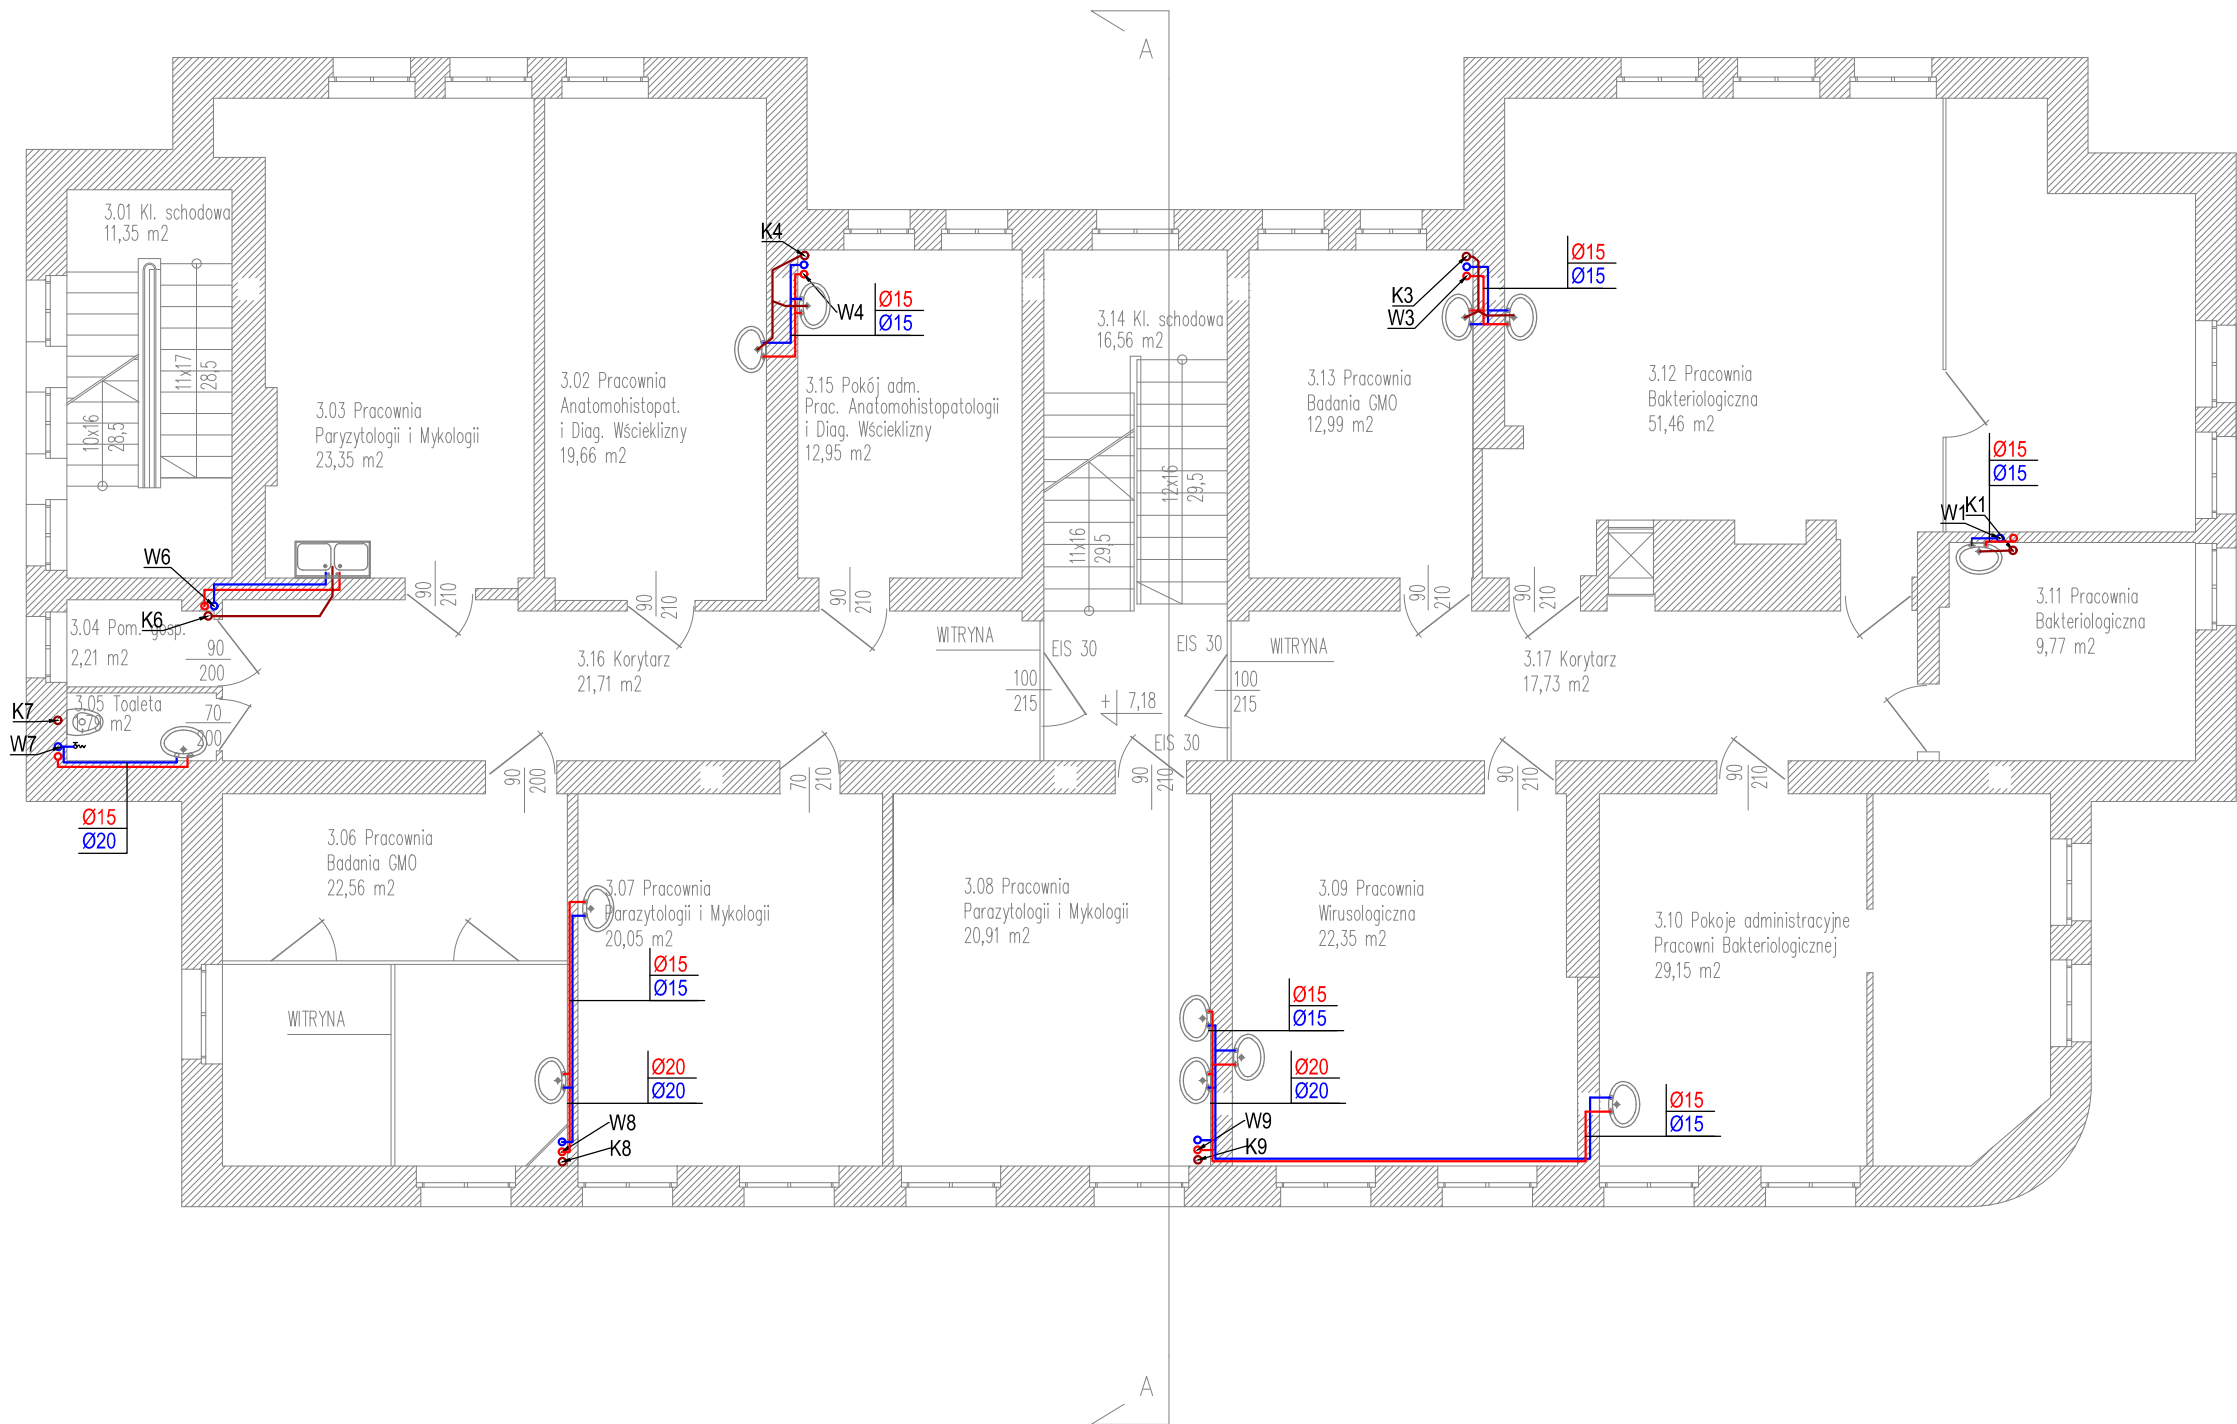 A
3.01 Kl. schodowa
11,35 m2
11x17
28,5
10x16
28,5
3.03 Pracownia
Paryzytologii i Mykologii
23,35 m2
3.02 Pracownia
Anatomohistopat.
i Diag. Wścieklizny
19,66 m2
K4
W4
Ø15
Ø15
3.15 Pokój adm.
Prac. Anatomohistopatologii
i Diag. Wścieklizny
12,95 m2
3.14 Kl. schodowa
16,56 m2
12x16
29,5
11x16
29,5
K3
W3
Ø15
Ø15
3.13 Pracownia
Badania GMO
12,99 m2
3.12 Pracownia
Bakteriologiczna
51,46 m2
Ø15
Ø15
W1
K1
3.11 Pracownia
Bakteriologiczna
9,77 m2
W6
K6
3.04 Pom. gosp.
2,21 m2
90
200
90
210
90
210
90
210
90
210
90
210
WITRYNA
EIS 30
EIS 30
WITRYNA
3.16 Korytarz
21,71 m2
100
215
+ 7,18
100
215
EIS 30
3.17 Korytarz
17,73 m2
3.05 Toaleta
m2
70
200
K7
W7
Ø15
Ø20
90
200
70
210
90
210
90
210
90
210
3.06 Pracownia
Badania GMO
22,56 m2
WITRYNA
3.07 Pracownia
Parazytologii i Mykologii
20,05 m2
Ø15
Ø15
Ø20
Ø20
W8
K8
3.08 Pracownia
Parazytologii i Mykologii
20,91 m2
3.09 Pracownia
Wirusologiczna
22,35 m2
Ø15
Ø15
Ø20
Ø20
W9
K9
3.10 Pokoje administracyjne
Pracowni Bakteriologicznej
29,15 m2
Ø15
Ø15
A